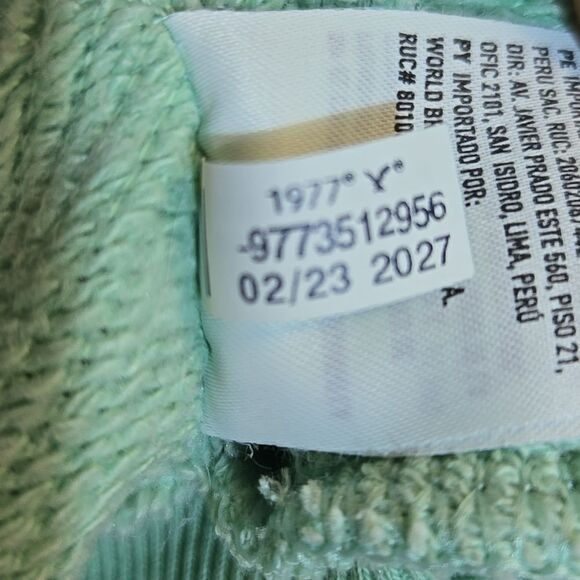 1977° Y°
-9773512956
02/23 2027
PERÚ SAC. RUC:
DIR: AV. JAVIER PRADO ESTE 560, PISO 21,
OFIC 2101, SAN ISIDRO, LIMA, PERÚ
PY IMPORTADO POR:
WORLD
A.
RUC# 8010